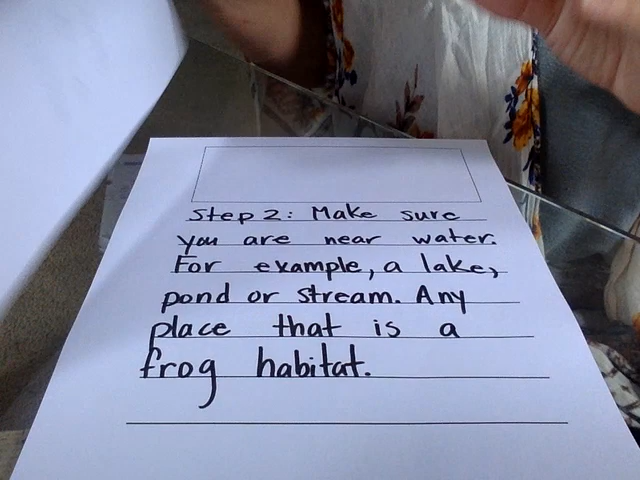 Step 2: Make sure
you are near water.
For example, a lake,
pond or stream. Any
place that is a
frog habitat.